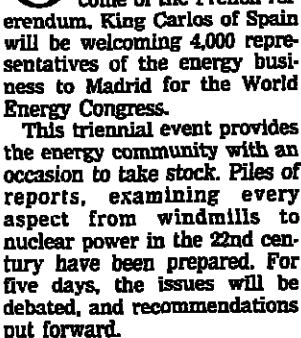 come of the French ref-
erendum, King Carlos of Spain
will be welcoming 4,000 repre-
sentatives of the energy busi-
ness to Madrid for the World
Energy Congress.
This triennial event provides
the energy community with an
occasion to take stock. Piles of
reports, examining every
aspect from windmills to
nuclear power in the 22nd cen-
tury have been prepared. For
five days, the issues will be
debated, and recommendations
put forward.